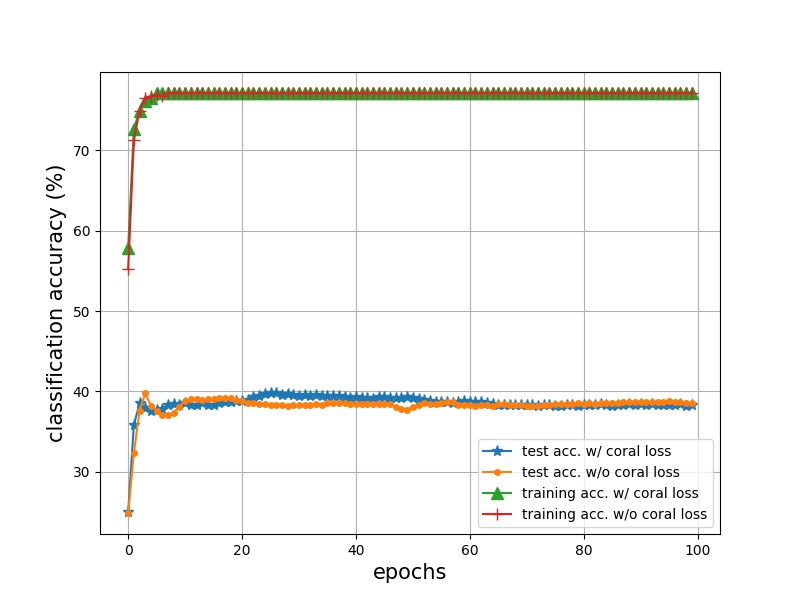 classification accuracy (%)
70
60
50
40
30
test acc. w/ coral loss
test acc. w/o coral loss
training acc. w/ coral loss
training acc. w/o coral loss
0 20 40 60 80 100
epochs